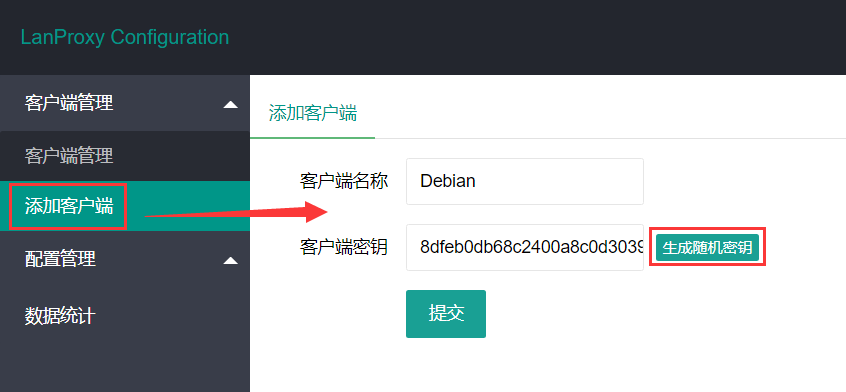 LanProxy Configuration
客户端管理
客户端管理
添加客户端
配置管理
数据统计
添加客户端
客户端名称 Debian
客户端密钥 8dfeb0db68c2400a8c0d3039 生成随机密钥
提交